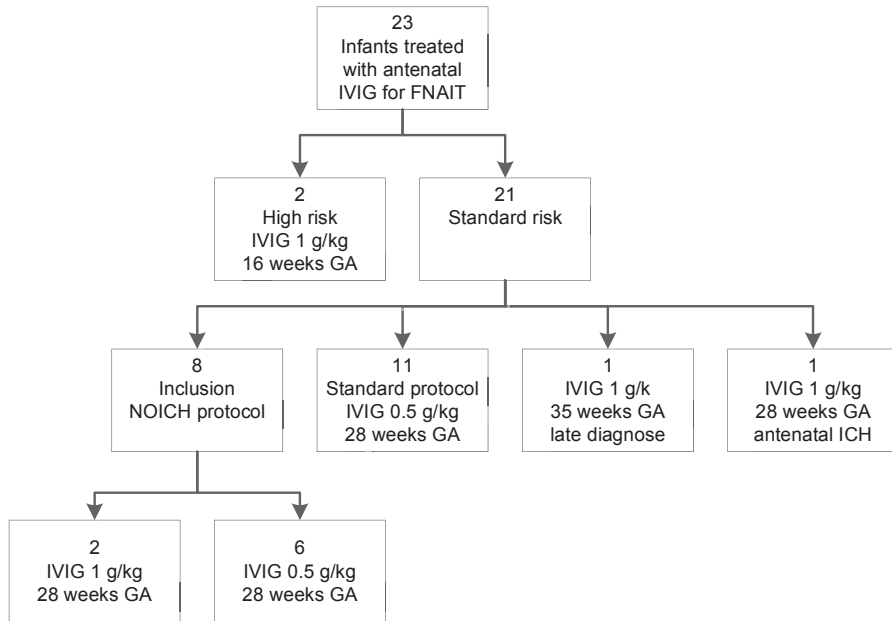 23
Infants treated
with antenatal
IVIG for FNAIT
2
High risk
IVIG 1 g/kg
16 weeks GA
21
Standard risk
8
Inclusion
NOICH protocol
11
Standard protocol
IVIG 0.5 g/kg
28 weeks GA
1
IVIG 1 g/k
35 weeks GA
late diagnose
1
IVIG 1 g/kg
28 weeks GA
antenatal ICH
2
IVIG 1 g/kg
28 weeks GA
6
IVIG 0.5 g/kg
28 weeks GA